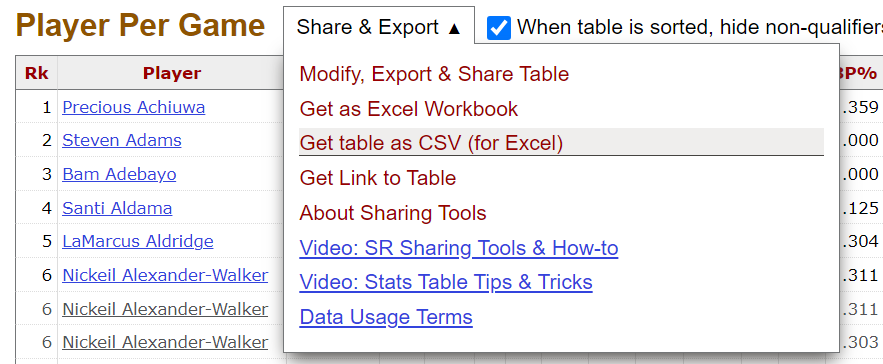 Player Per Game
Share & Export ▲
When table is sorted, hide non-qualifiers
Modify, Export & Share Table
Get as Excel Workbook
Get table as CSV (for Excel)
Get Link to Table
About Sharing Tools
Video: SR Sharing Tools & How-to
Video: Stats Table Tips & Tricks
Data Usage Terms
Rk Player 3P%
1 Precious Achiuwa .359
2 Steven Adams .000
3 Bam Adebayo .000
4 Santi Aldama .125
5 LaMarcus Aldridge .304
6 Nickeil Alexander-Walker .311
6 Nickeil Alexander-Walker .311
6 Nickeil Alexander-Walker .303